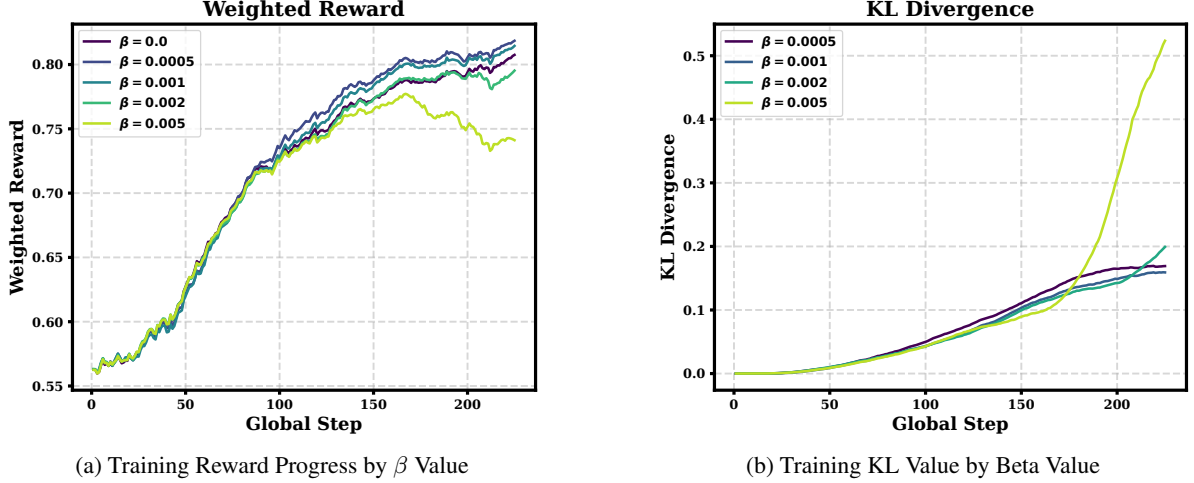 Weighted Reward
β = 0.0
β = 0.0005
β = 0.001
β = 0.002
β = 0.005
0.80
0.75
0.70
0.65
0.60
0.55
Weighted Reward
0
50
100
150
200
Global Step
(a) Training Reward Progress by β Value
KL Divergence
β = 0.0005
β = 0.001
β = 0.002
β = 0.005
0.5
0.4
0.3
0.2
0.1
0.0
KL Divergence
0
50
100
150
200
Global Step
(b) Training KL Value by Beta Value